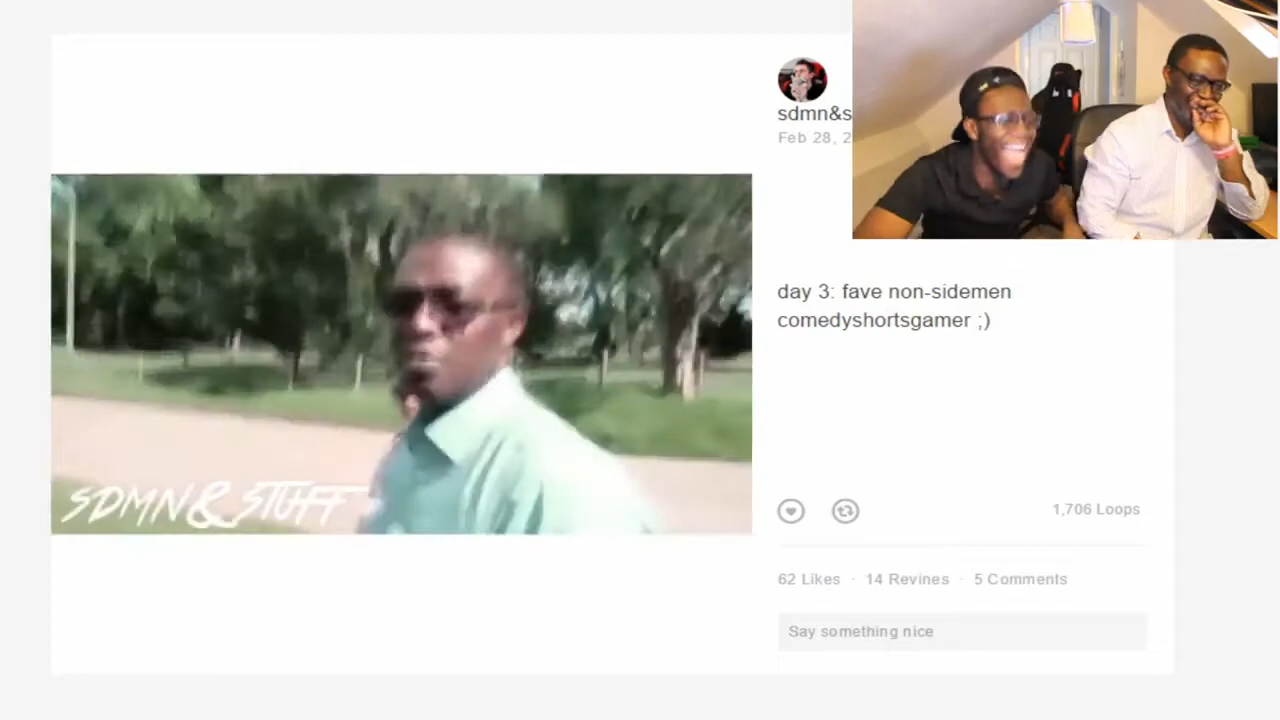 sdmn&s
Feb 28, 2
day 3: fave non-sidemen
comedyshortsgamer ;)
SDMN&STUFF
1,706 Loops
62 Likes · 14 Revines · 5 Comments
Say something nice